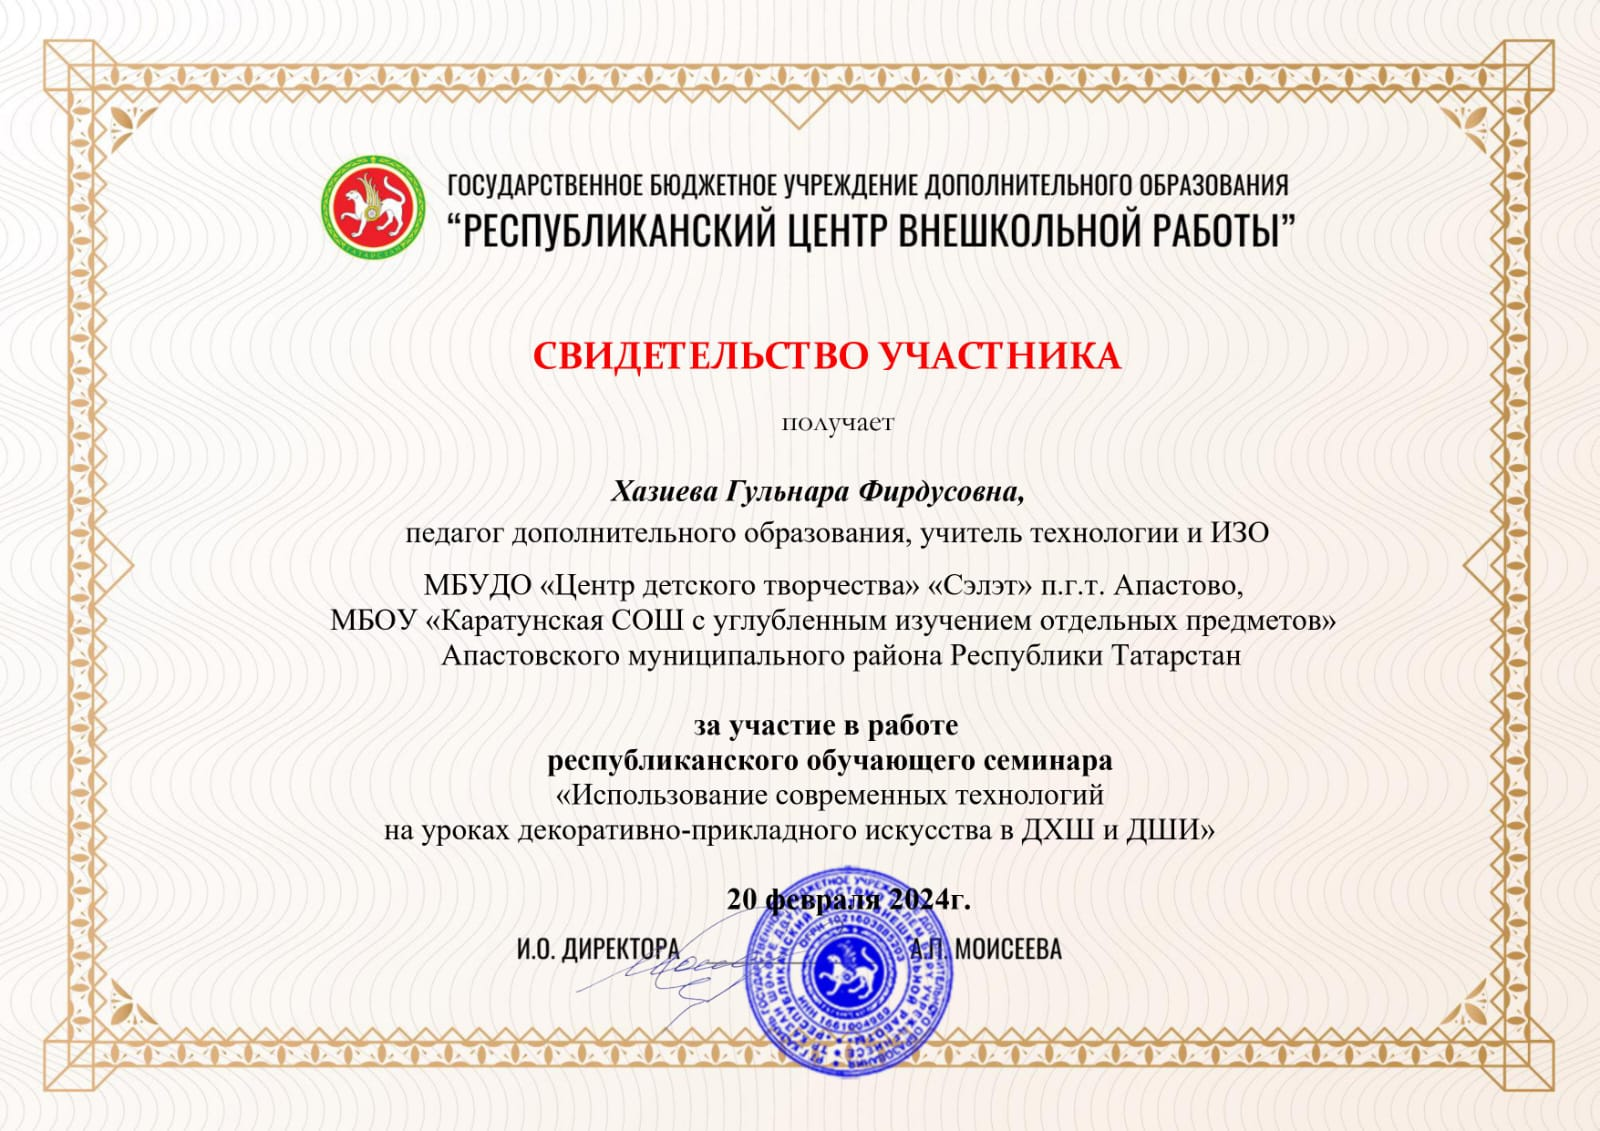 ГОСУДАРСТВЕННОЕ БЮДЖЕТНОЕ УЧРЕЖДЕНИЕ ДОПОЛНИТЕЛЬНОГО ОБРАЗОВАНИЯ
“РЕСПУБЛИКАНСКИЙ ЦЕНТР ВНЕШКОЛЬНОЙ РАБОТЫ”
ТАТАРСТАН
СВИДЕТЕЛЬСТВО УЧАСТНИКА
получает
Хазиева Гульнара Фирдусовна,
педагог дополнительного образования, учитель технологии и ИЗО
МБУДО «Центр детского творчества» «Сэлэт» п.г.т. Апастово,
МБОУ «Каратунская СОШ с углубленным изучением отдельных предметов»
Апастовского муниципального района Республики Татарстан
за участие в работе
республиканского обучающего семинара
«Использование современных технологий
на уроках декоративно-прикладного искусства в ДХШ и ДШИ»
20 февраля 2024г.
И.О. ДИРЕКТОРА А.П. МОИСЕЕВА